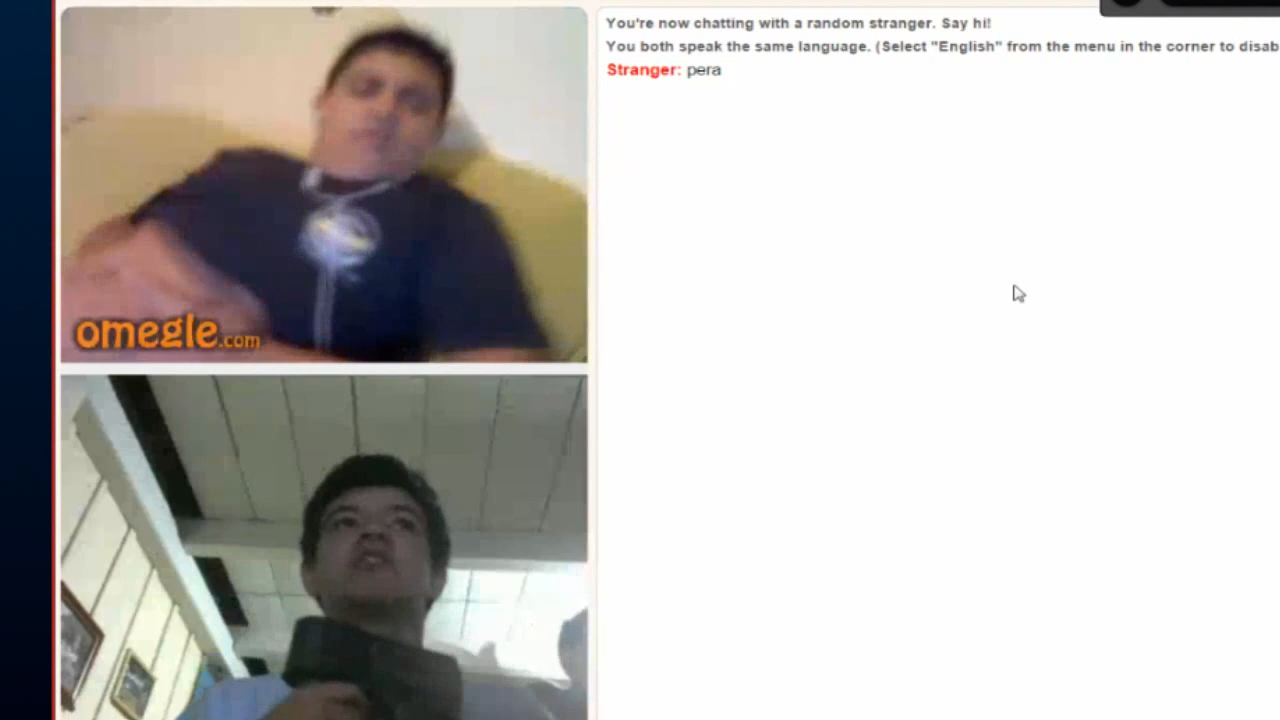 You're now chatting with a random stranger. Say hi!
You both speak the same language. (Select "English" from the menu in the corner to disab
Stranger: pera
omegle.com